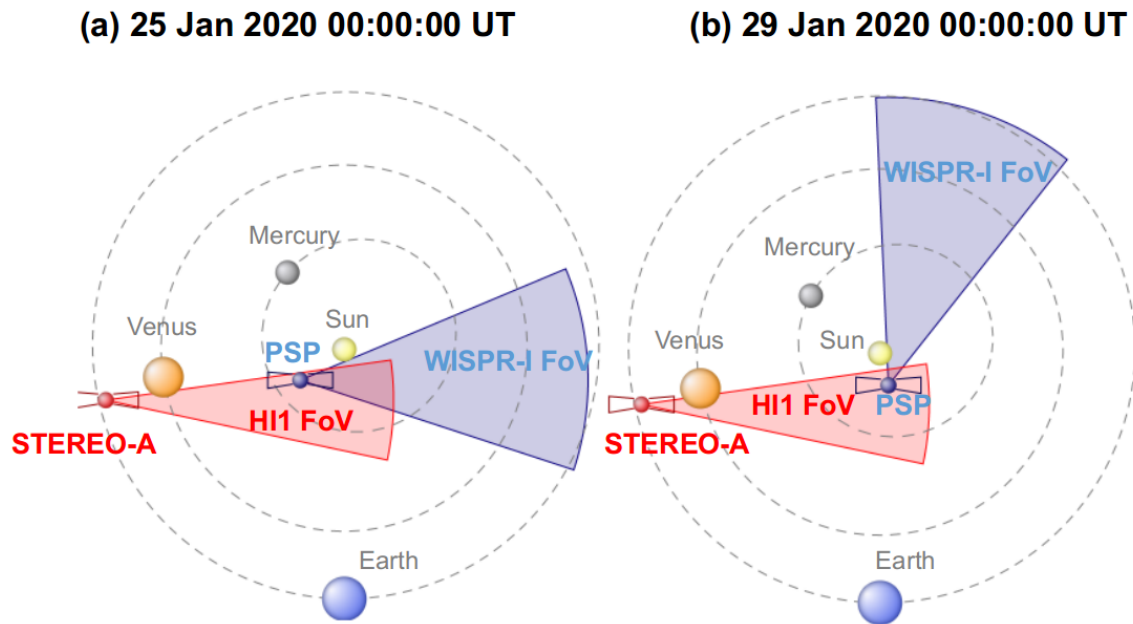 (a) 25 Jan 2020 00:00:00 UT
Mercury
Venus
Sun
PSP
WISPR-I FoV
HI1 FoV
STEREO-A
Earth
(b) 29 Jan 2020 00:00:00 UT
WISPR-I FoV
Mercury
Venus
Sun
HI1 FoV
PSP
STEREO-A
Earth